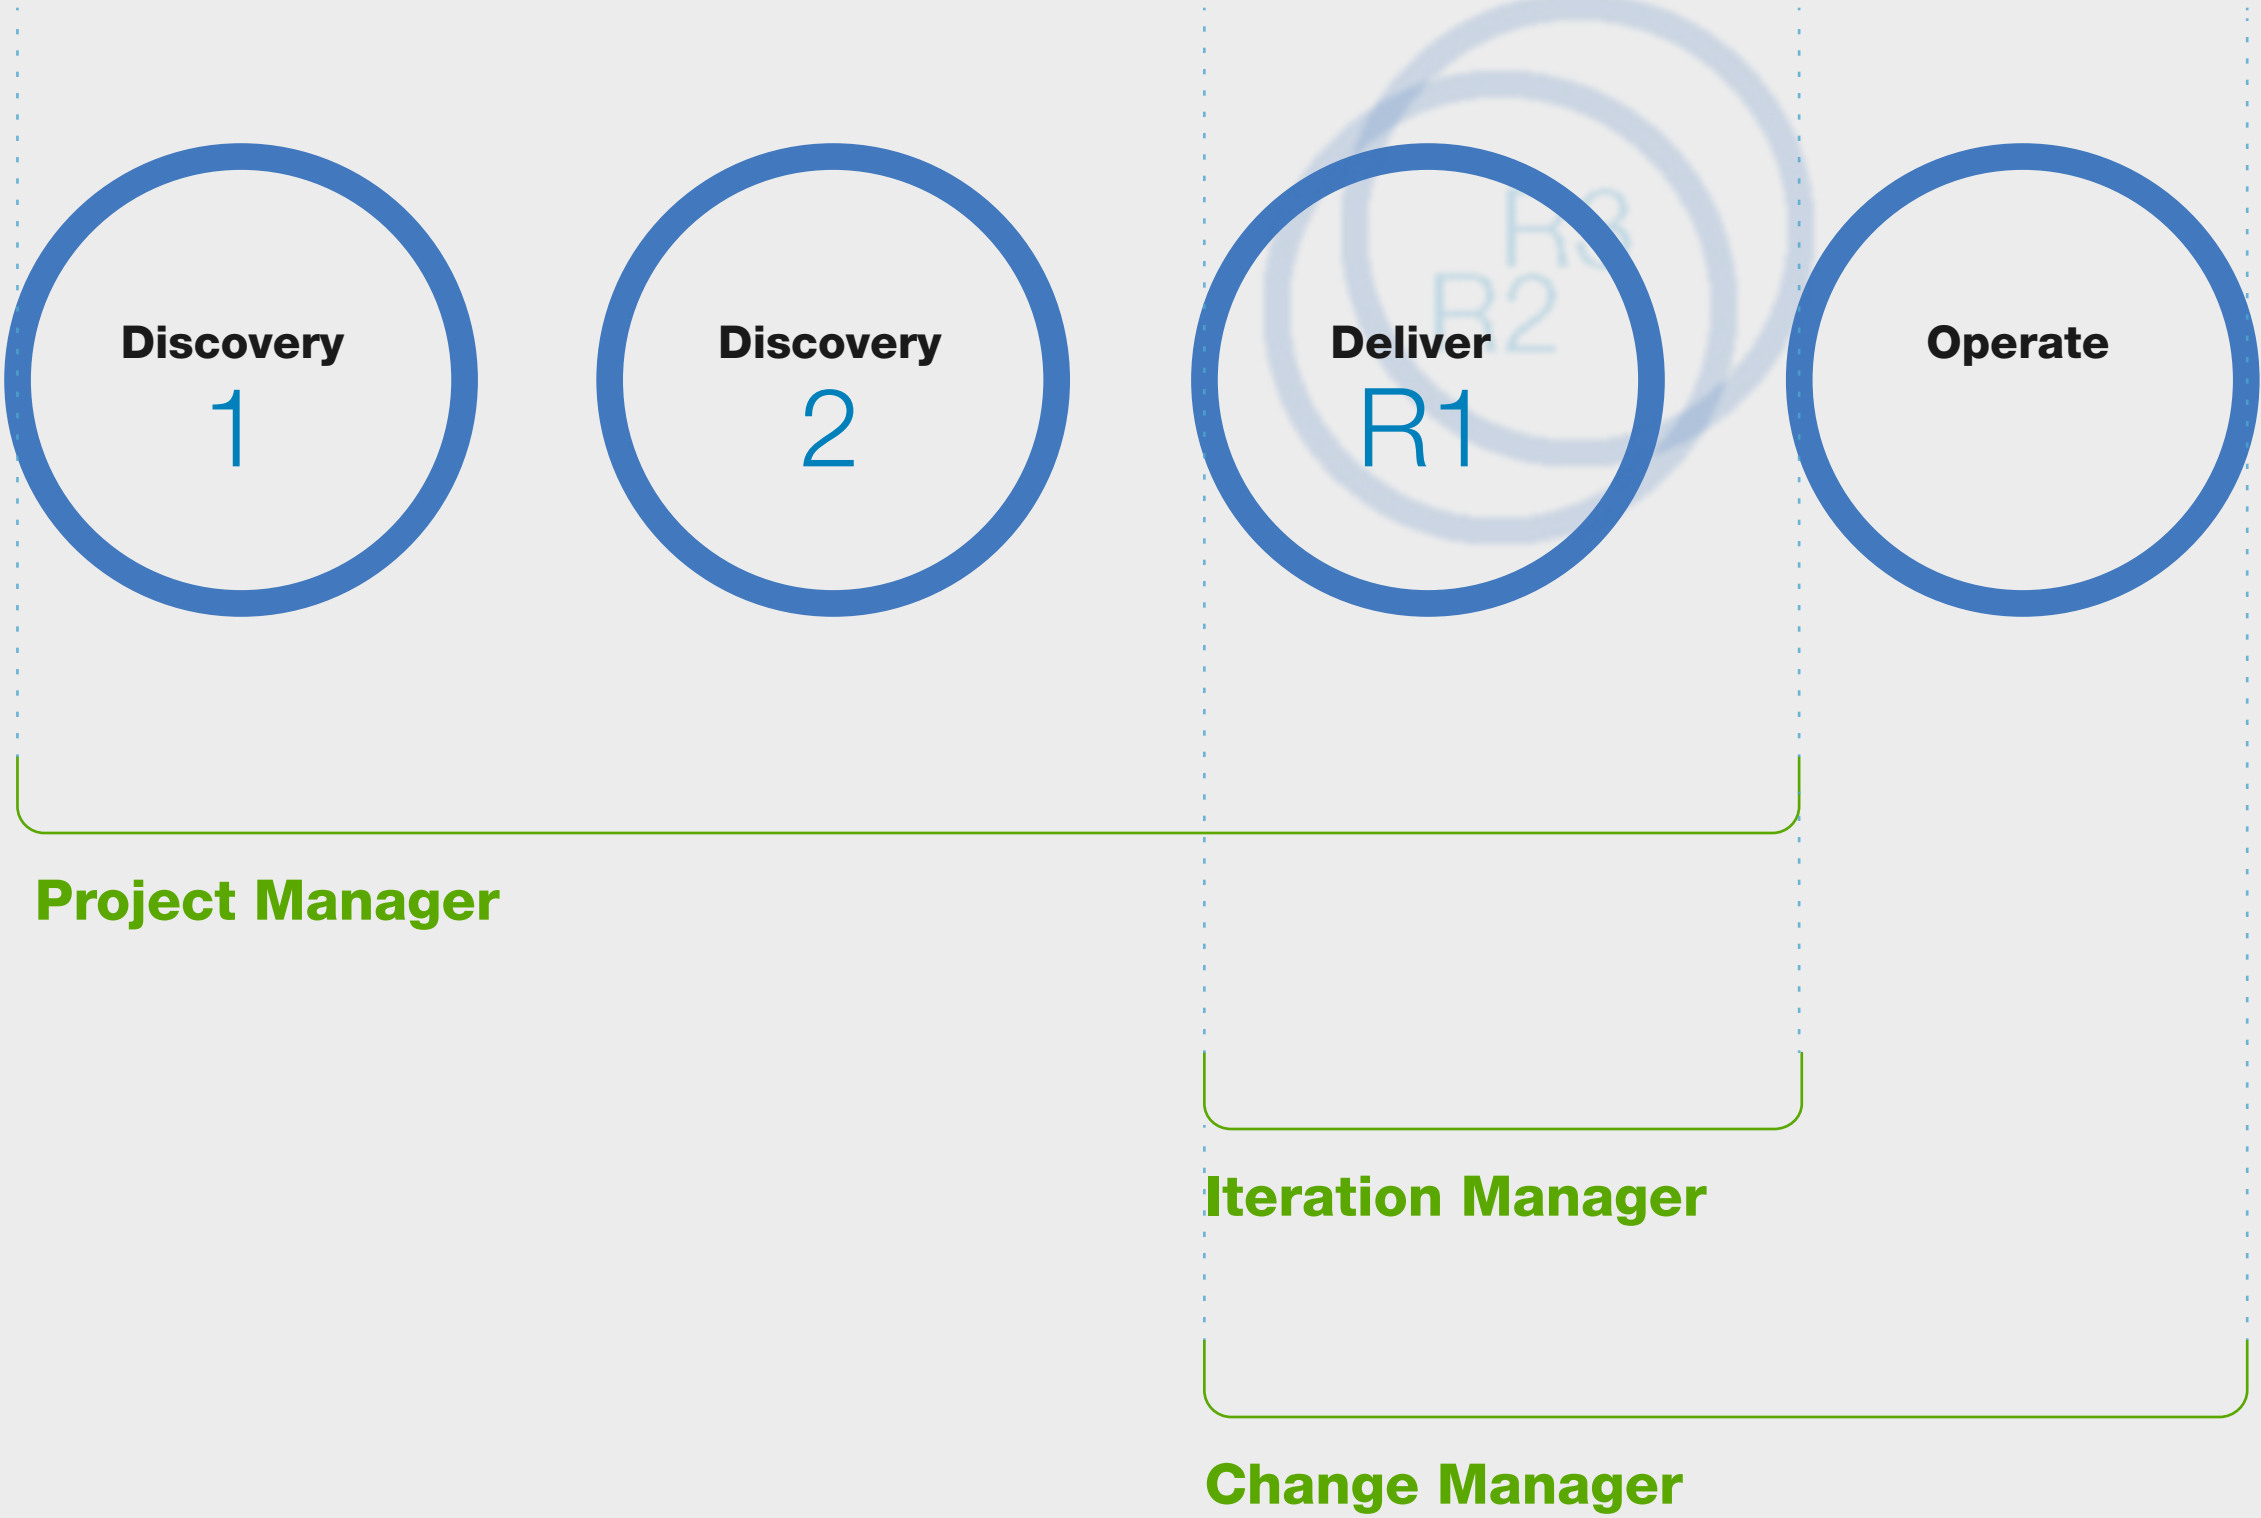 Discovery
1
Discovery
2
R3
R2
Deliver
R1
Operate
Project Manager
Iteration Manager
Change Manager